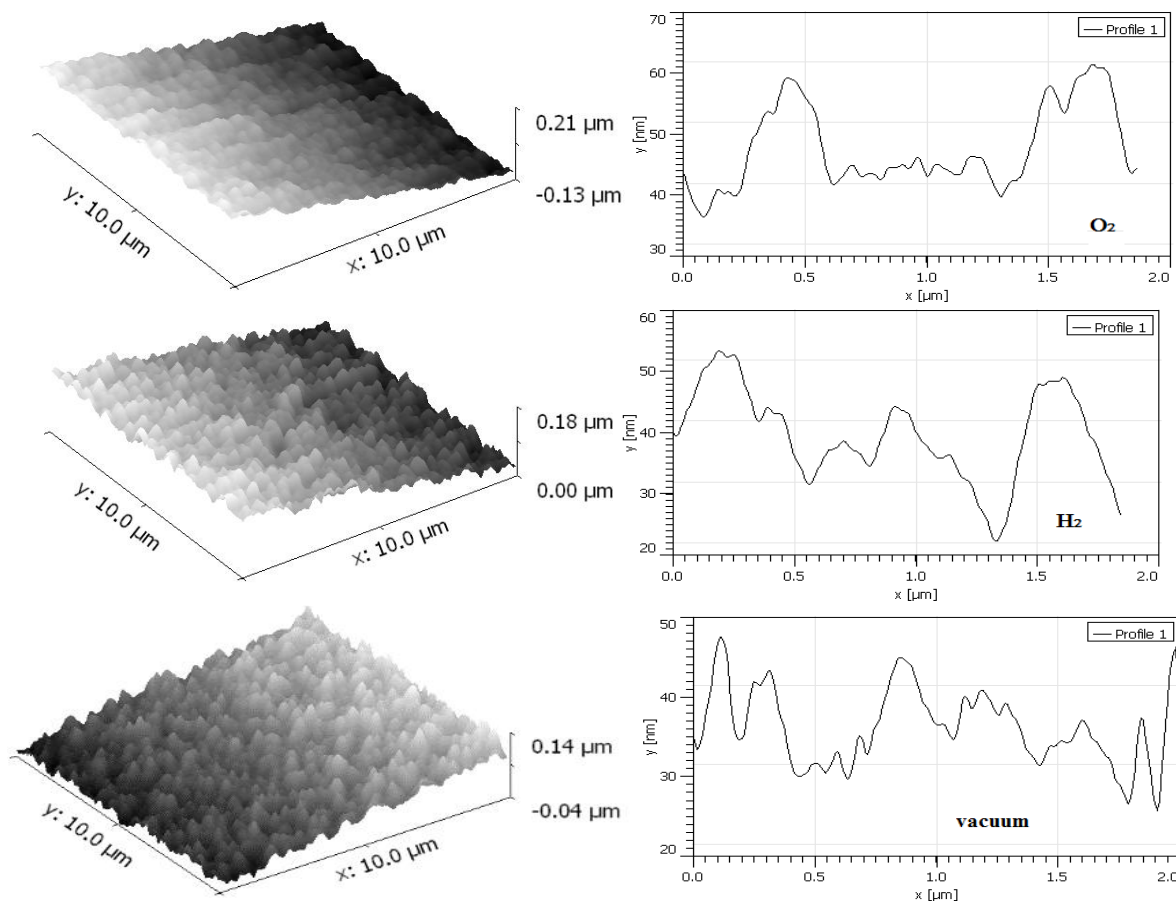 0.21 µm
-0.13 µm
y: 10.0 µm
x: 10.0 µm
70
60
50
40
30
y [nm]
Profile 1
O₂
0.0
0.5
1.0
1.5
2.0
x [µm]
0.18 µm
0.00 µm
y: 10.0 µm
x: 10.0 µm
60
50
40
30
20
y [nm]
Profile 1
H₂
0.0
0.5
1.0
1.5
2.0
x [µm]
0.14 µm
-0.04 µm
y: 10.0 µm
x: 10.0 µm
50
40
30
20
y [nm]
Profile 1
vacuum
0.0
0.5
1.0
1.5
2.0
x [µm]